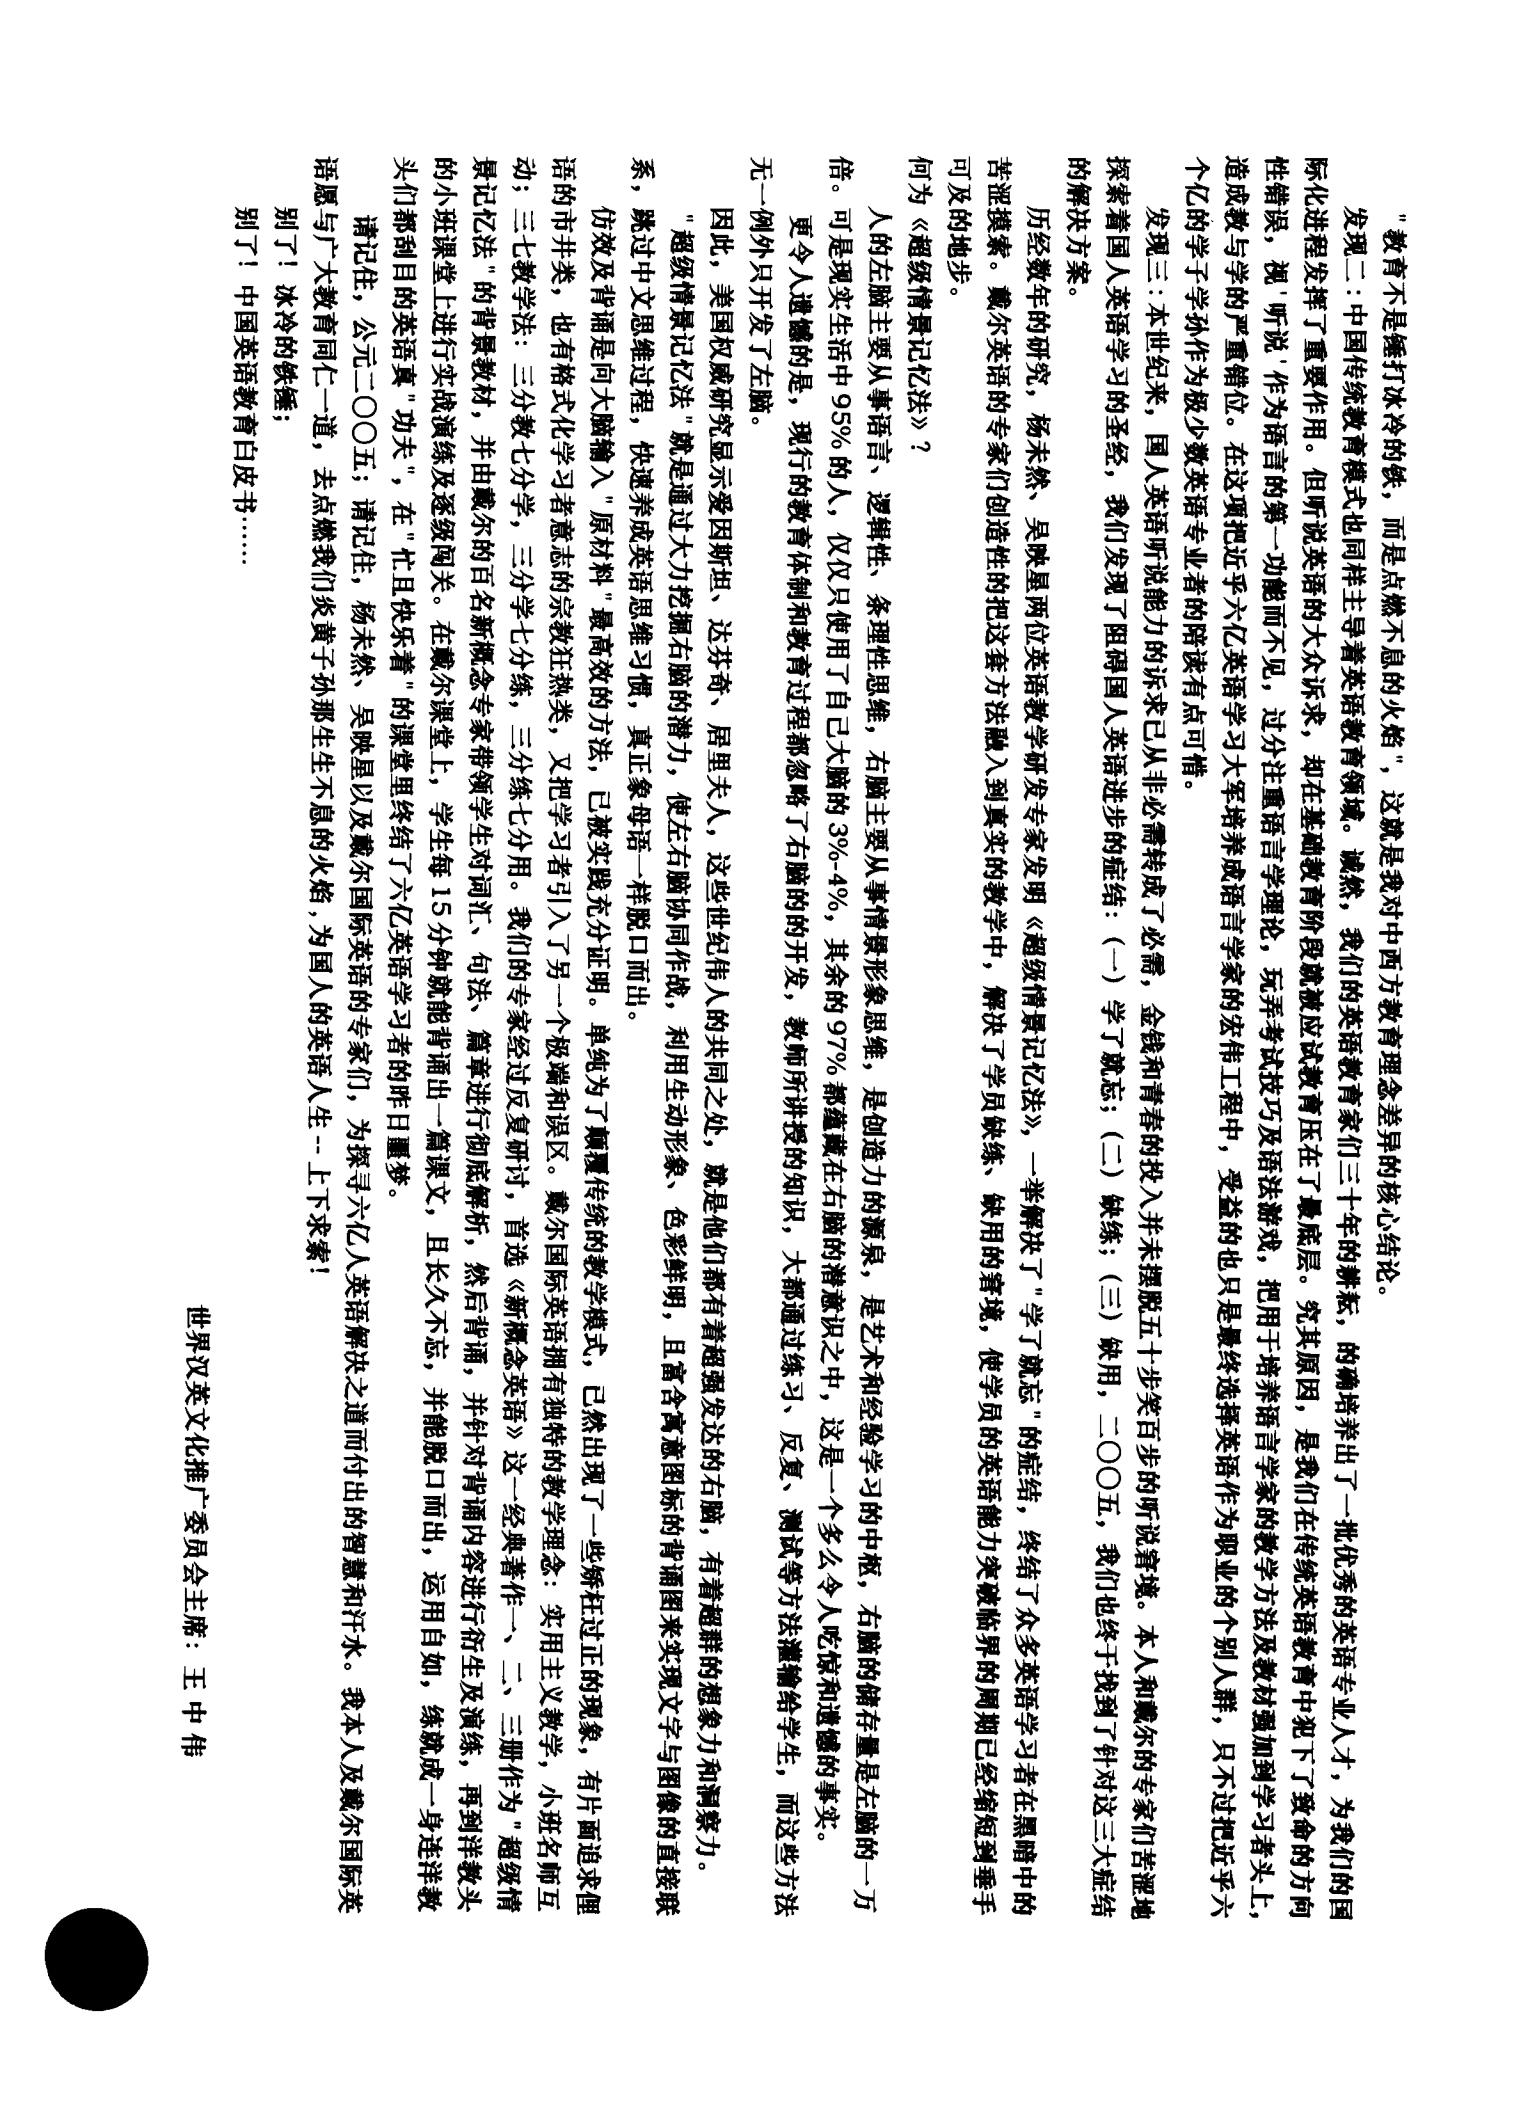 "教育不是锤打冰冷的铁，而是点燃不息的火焰"，这就是我对中西方教育理念差异的核心结论。
发现二：中国传统教育模式也同样主导着英语教育领域。诚然，我们的英语教育家们三十年的耕耘，的确培养出了一批优秀的英语专业人才，为我们的国
际化进程发挥了重要作用。但听说英语的大众诉求，却在基础教育阶段就被应试教育压在了最底层。究其原因，是我们在传统英语教育中犯下了致命的方向
性错误，视'听说'作为语言的第一功能而不见，过分注重语言学理论，玩弄考试技巧及语法游戏，把用于培养语言学家的教学方法及教材强加到学习者头上，
造成教与学的严重错位。在这项把近乎六亿英语学习大军培养成语言学家的宏伟工程中，受益的也只是最终选择英语作为职业的个别人群，只不过把近乎六
个亿的学子学孙作为极少数英语专业者的陪读有点可惜。
发现三：本世纪来，国人英语听说能力的诉求已从非必需转成了必需，金钱和青春的投入并未摆脱五十步笑百步的听说窘境。本人和戴尔的专家们苦涩地
探索着国人英语学习的圣经，我们发现了阻碍国人英语进步的症结：（一）学了就忘；（二）缺练；（三）缺用，二〇〇五，我们也终于找到了针对这三大症结
的解决方案。
历经数年的研究，杨未然、吴映星两位英语教学研发专家发明《超级情景记忆法》，一举解决了"学了就忘"的症结，终结了众多英语学习者在黑暗中的
苦涩摸索。戴尔英语的专家们创造性的把这套方法融入到真实的教学中，解决了学员缺练、缺用的窘境，使学员的英语能力突破临界的周期已经缩短到垂手
可及的地步。
何为《超级情景记忆法》？
人的左脑主要从事语言、逻辑性、条理性思维，右脑主要从事情景形象思维，是创造力的源泉，是艺术和经验学习的中枢，右脑的储存量是左脑的一万
倍。可是现实生活中95%的人，仅仅只使用了自己大脑的3%-4%，其余的97%都蕴藏在右脑的潜意识之中，这是一个多么令人吃惊和遗憾的事实。
更令人遗憾的是，现行的教育体制和教育过程都忽略了右脑的的开发，教师所讲授的知识，大都通过练习、反复、测试等方法灌输给学生，而这些方法
无一例外只开发了左脑。
因此，美国权威研究显示爱因斯坦、达芬奇、居里夫人，这些世纪伟人的共同之处，就是他们都有着超强发达的右脑，有着超群的想象力和洞察力。
"超级情景记忆法"就是通过大力挖掘右脑的潜力，使左右脑协同作战，利用生动形象、色彩鲜明，且富含寓意图标的背诵图来实现文字与图像的直接联
系，跳过中文思维过程，快速养成英语思维习惯，真正象母语一样脱口而出。
仿效及背诵是向大脑输入"原材料"最高效的方法，已被实践充分证明。单纯为了颠覆传统的教学模式，已然出现了一些矫枉过正的现象，有片面追求俚
语的市井类，也有格式化学习者意志的宗教狂热类，又把学习者引入了另一个极端和误区。戴尔国际英语拥有独特的教学理念：实用主义教学，小班名师互
动；三七教学法：三分教七分学，三分学七分练，三分练七分用。我们的专家经过反复研讨，首选《新概念英语》这一经典著作一、二、三册作为"超级情
景记忆法"的背景教材，并由戴尔的百名新概念专家带领学生对词汇、句法、篇章进行彻底解析，然后背诵，并针对背诵内容进行衍生及演练，再到洋教头
的小班课堂上进行实战演练及逐级闯关。在戴尔课堂上，学生每15分钟就能背诵出一篇课文，且长久不忘，并能脱口而出，运用自如，练就成一身连洋教
头们都刮目的英语真"功夫"，在"忙且快乐着"的课堂里终结了六亿英语学习者的昨日噩梦。
请记住，公元二〇〇五；请记住，杨未然、吴映星以及戴尔国际英语的专家们，为探寻六亿人英语解决之道而付出的智慧和汗水。我本人及戴尔国际英
语愿与广大教育同仁一道，去点燃我们炎黄子孙那生生不息的火焰,为国人的英语人生--上下求索!
别了！冰冷的铁锤；
别了！中国英语教育白皮书……
世界汉英文化推广委员会主席：王中伟